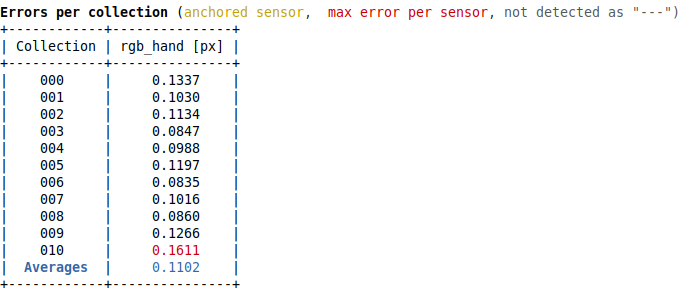 Errors per collection (anchored sensor,  max error per sensor, not detected as "---")
+------------+---------------+
| Collection | rgb_hand [px] |
+------------+---------------+
|    000     |     0.1337    |
|    001     |     0.1030    |
|    002     |     0.1134    |
|    003     |     0.0847    |
|    004     |     0.0988    |
|    005     |     0.1197    |
|    006     |     0.0835    |
|    007     |     0.1016    |
|    008     |     0.0860    |
|    009     |     0.1266    |
|    010     |     0.1611    |
|  Averages  |     0.1102    |
+------------+---------------+